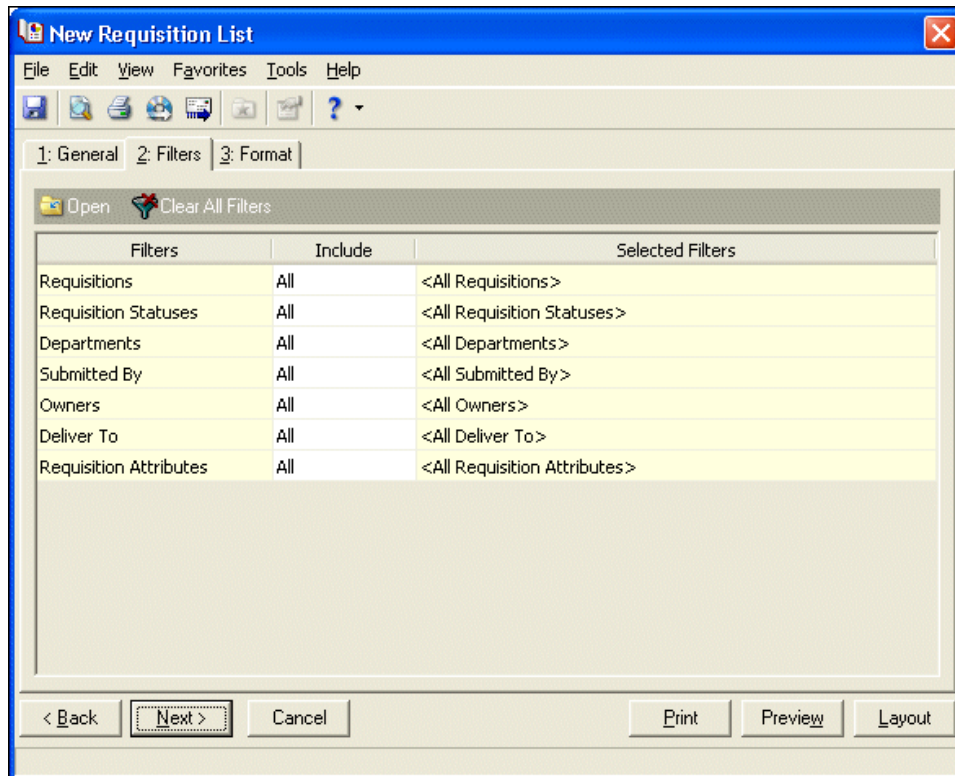 New Requisition List
File Edit View Favorites Tools Help
?
1: General 2: Filters 3: Format
Open Clear All Filters
Filters Include Selected Filters
Requisitions All <All Requisitions>
Requisition Statuses All <All Requisition Statuses>
Departments All <All Departments>
Submitted By All <All Submitted By>
Owners All <All Owners>
Deliver To All <All Deliver To>
Requisition Attributes All <All Requisition Attributes>
< Back Next > Cancel Print Preview Layout